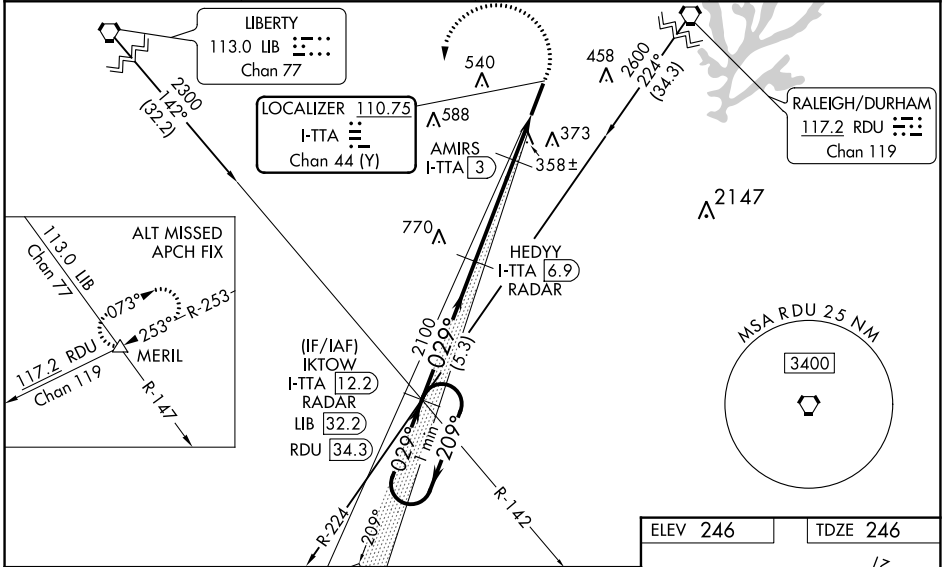 LIBERTY
113.0 LIB
Chan 77
2300
142°
(32.2)
LOCALIZER 110.75
I-TTA
Chan 44 (Y)
540
588
458
2600
224°
(34.3)
373
AMIRS
I-TTA 3
358±
RALEIGH/DURHAM
117.2 RDU
Chan 119
2147
770
HEDYY
I-TTA 6.9
RADAR
2100
029°
(5.3)
ALT MISSED
APCH FIX
113.0 LIB
Chan 77
073°
253°
R-253
MERIL
117.2 RDU
Chan 119
R-147
(IF/IAF)
IKTOW
I-TTA 12.2
RADAR
LIB 32.2
RDU 34.3
029°
1 min
209°
R-224
209°
R-142
MSA RDU 25 NM
3400
ELEV 246
TDZE 246